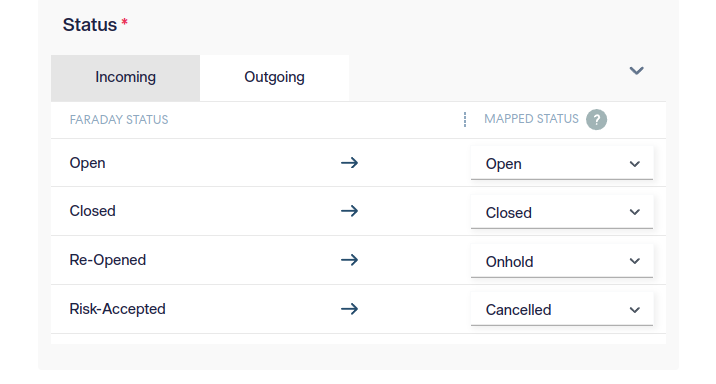 Status *
Incoming Outgoing
FARADAY STATUS MAPPED STATUS ?
Open Open
Closed Closed
Re-Opened Onhold
Risk-Accepted Cancelled